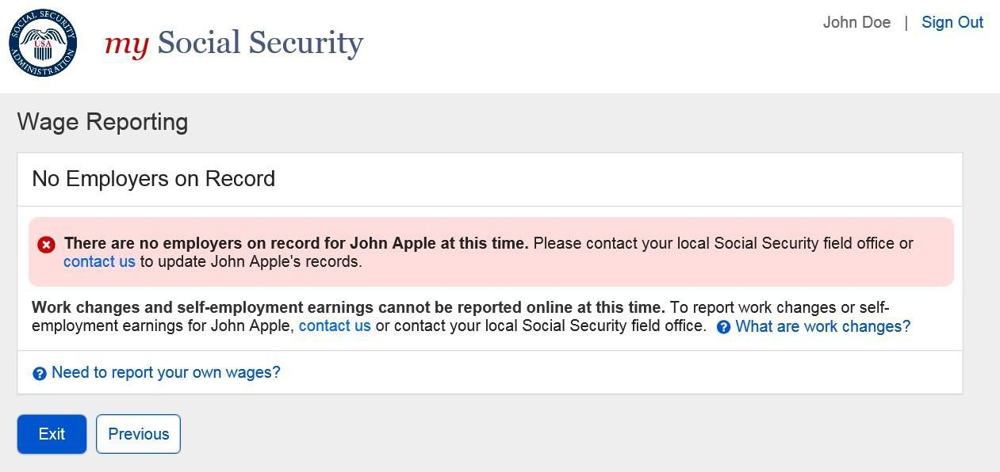 SOCIAL SECURITY ADMINISTRATION
USA
my Social Security
John Doe | Sign Out
Wage Reporting
No Employers on Record
There are no employers on record for John Apple at this time. Please contact your local Social Security field office or
contact us to update John Apple's records.
Work changes and self-employment earnings cannot be reported online at this time. To report work changes or self-
employment earnings for John Apple, contact us or contact your local Social Security field office. ? What are work changes?
? Need to report your own wages?
Exit
Previous